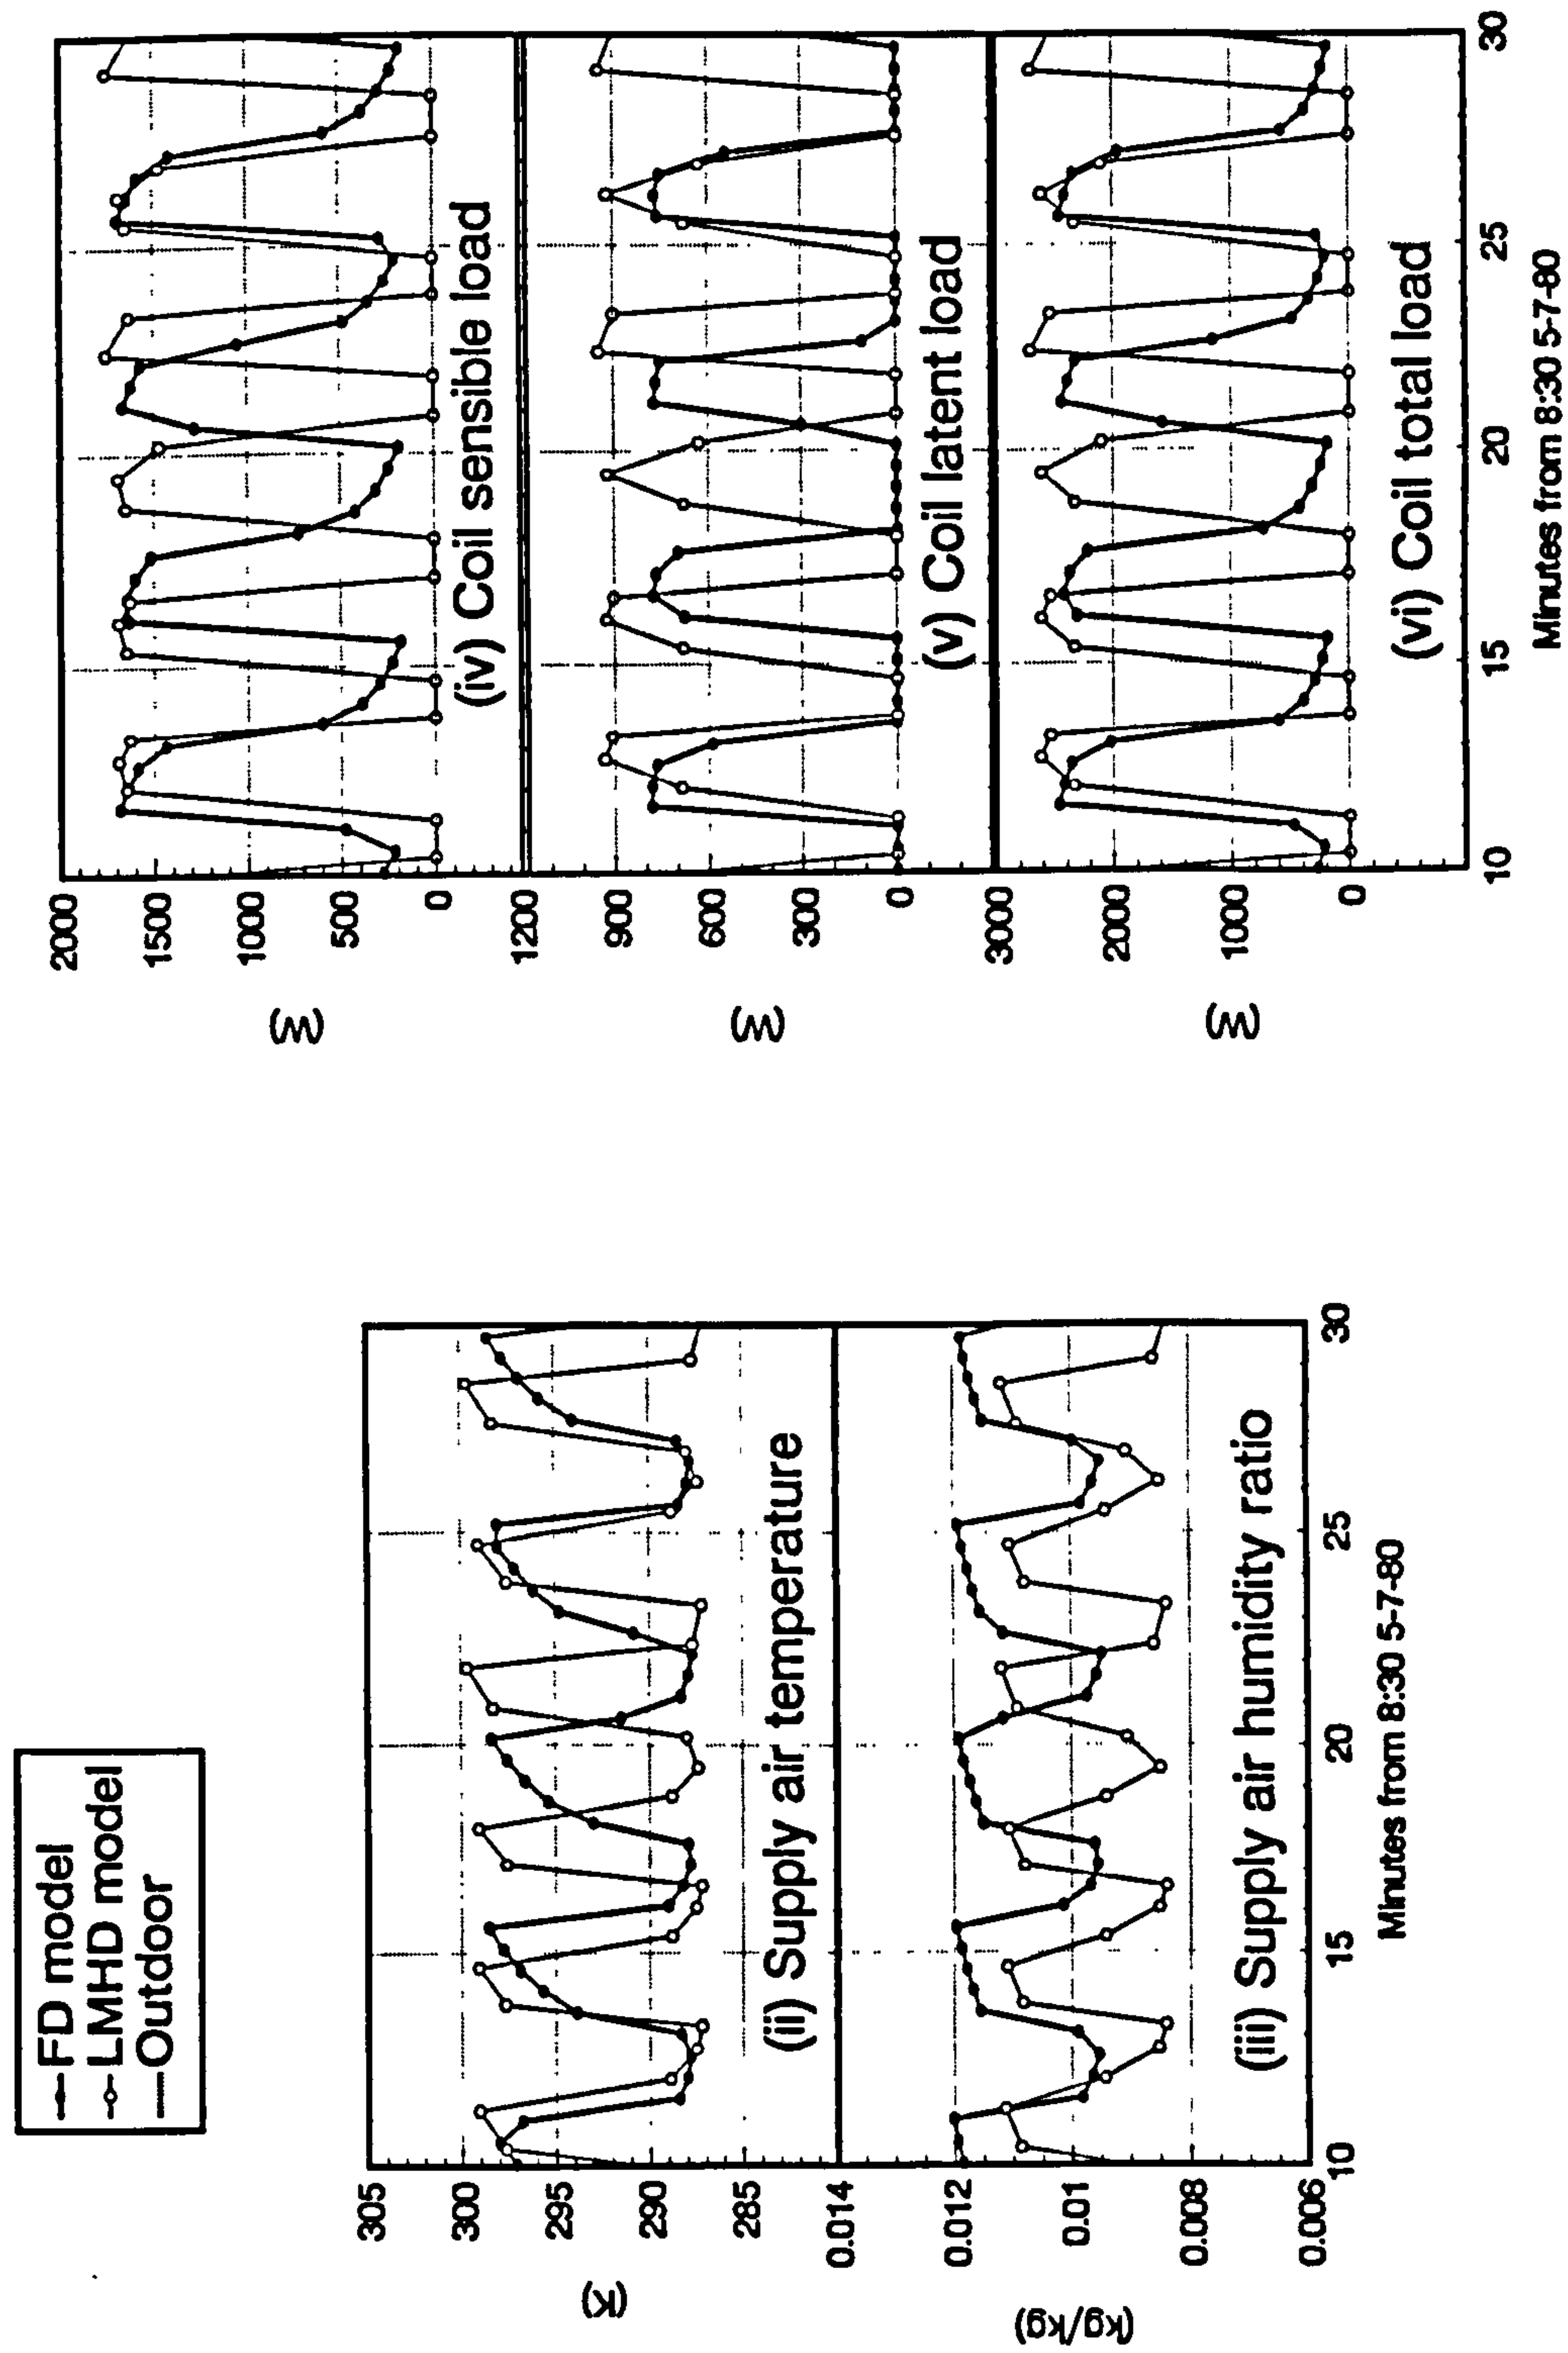 FD model
LMHD model
Outdoor
305
300
295
290
285
(K)
(ii) Supply air temperature
0.014
0.012
0.01
0.008
0.006
(kg/kg)
(iii) Supply air humidity ratio
10 15 20 25 30
Minutes from 8:30 5-7-80
2000
1500
1000
500
0
(W)
(iv) Coil sensible load
1200
900
600
300
0
(W)
(v) Coil latent load
3000
2000
1000
0
(W)
(vi) Coil total load
10 15 20 25 30
Minutes from 8:30 5-7-80